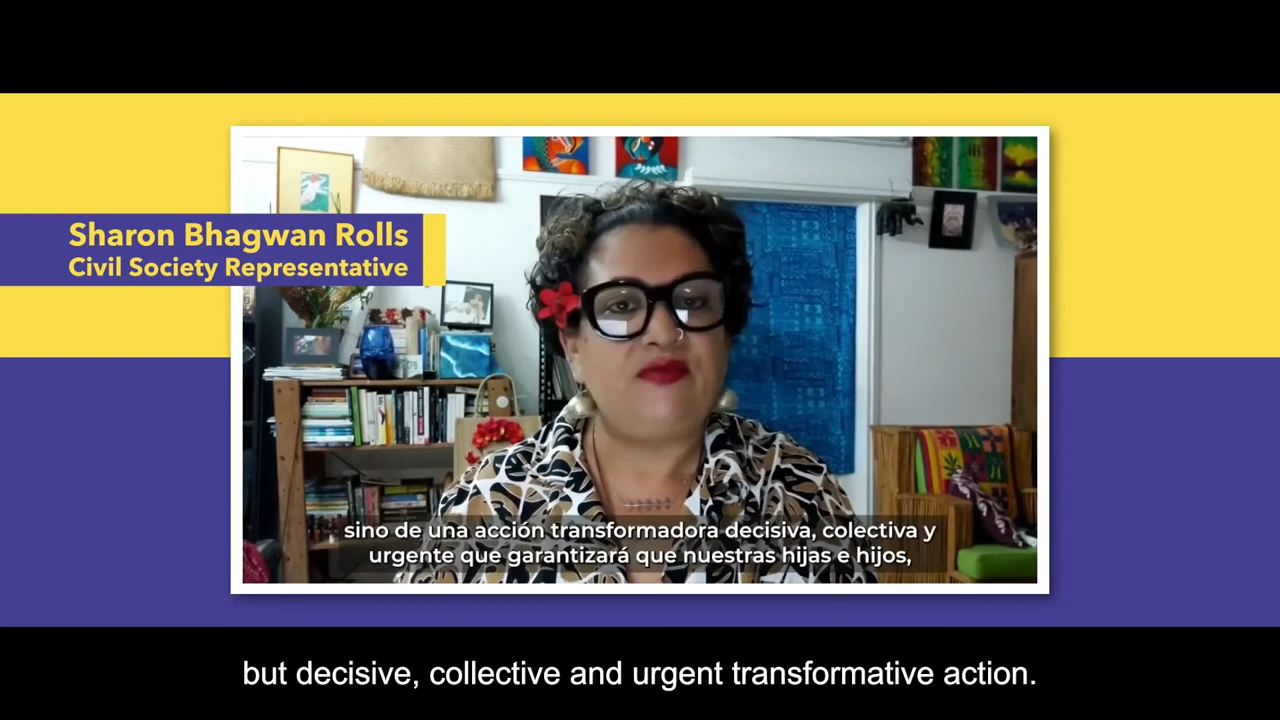 Sharon Bhagwan Rolls
Civil Society Representative
sino de una acción transformadora decisiva, colectiva y
urgente que garantizará que nuestras hijas e hijos,
but decisive, collective and urgent transformative action.